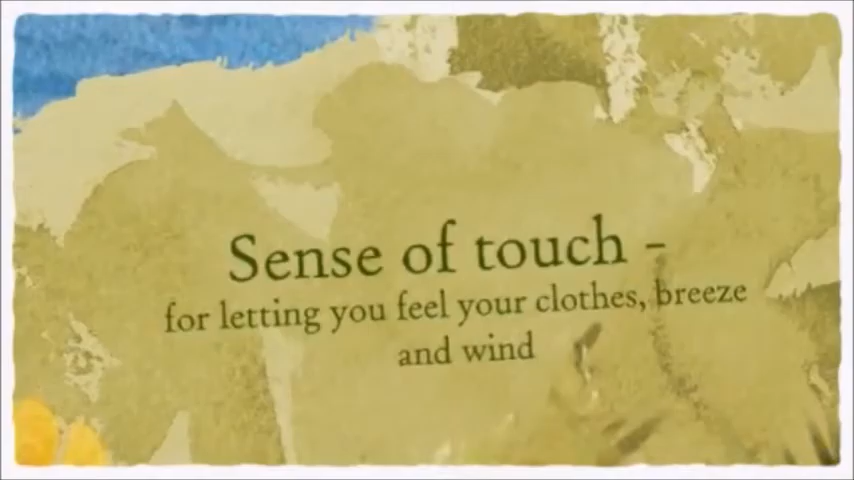 Sense of touch -
for letting you feel your clothes, breeze
and wind